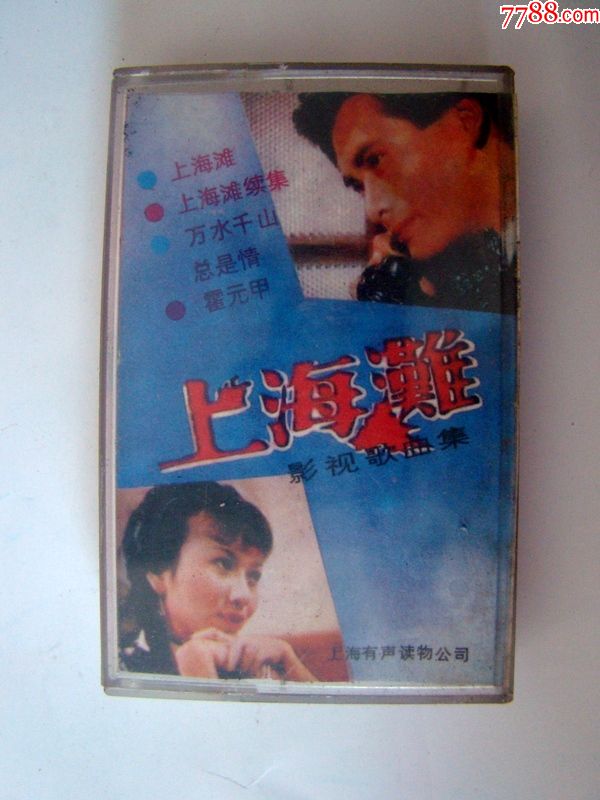 7788.com
上海滩
上海滩续集
万水千山
总是情
霍元甲
上海灘
影视歌曲集
上海有声读物公司